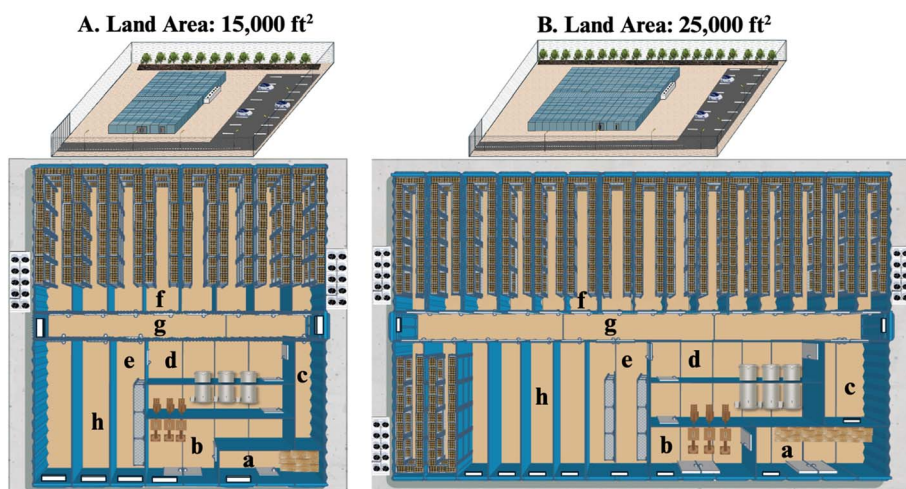 A. Land Area: 15,000 ft²
B. Land Area: 25,000 ft²
f
g
e
d
c
h
b
a
f
g
e
d
c
h
b
a